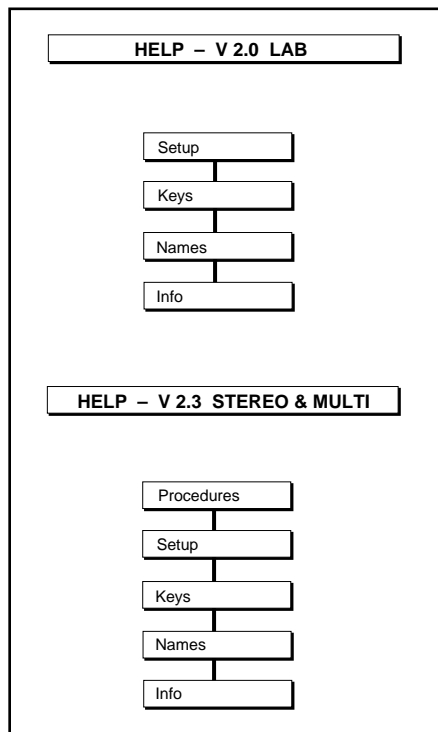 HELP – V 2.0 LAB
Setup
Keys
Names
Info
HELP – V 2.3 STEREO & MULTI
Procedures
Setup
Keys
Names
Info